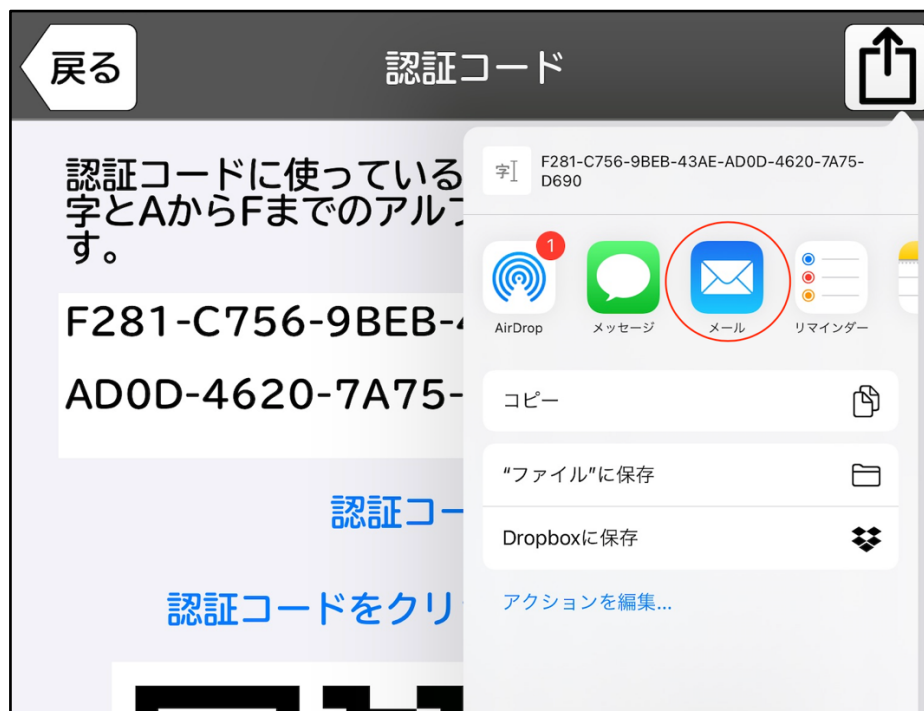 戻る
認証コード
認証コードに使っている
字とAからFまでのアル
す。
F281-C756-9BEB-
AD0D-4620-7A75-
認証コー
認証コードをクリ
字
F281-C756-9BEB-43AE-AD0D-4620-7A75-
D690
1
AirDrop
メッセージ
メール
リマインダー
コピー
“ファイル”に保存
Dropboxに保存
アクションを編集...